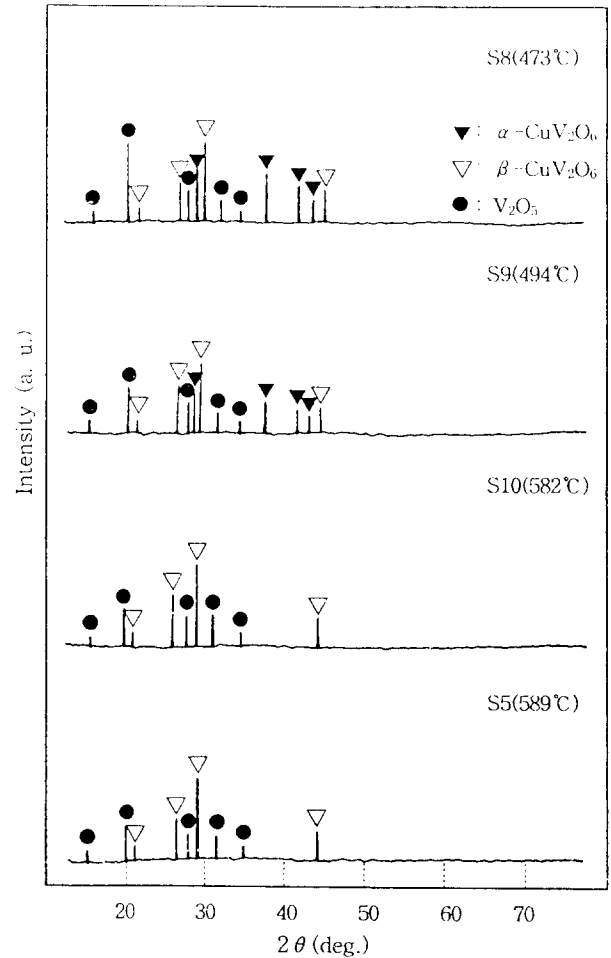 S8(473℃)
▼: α-CuV₂O₆
▽: β-CuV₂O₆
●: V₂O₅
S9(494℃)
S10(582℃)
S5(589℃)
Intensity (a. u.)
20 30 40 50 60 70
2θ(deg.)